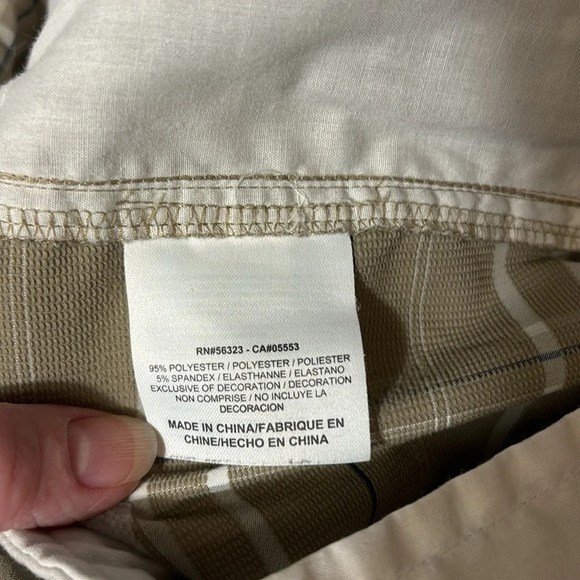 RN#56323 - CA#05553
95% POLYESTER / POLYESTER / POLIESTER
5% SPANDEX / ELASTHANNE / ELASTANO
EXCLUSIVE OF DECORATION / DECORATION
NON COMPRISE / NO INCLUYE LA
DECORACION
MADE IN CHINA/FABRIQUE EN
CHINE/HECHO EN CHINA